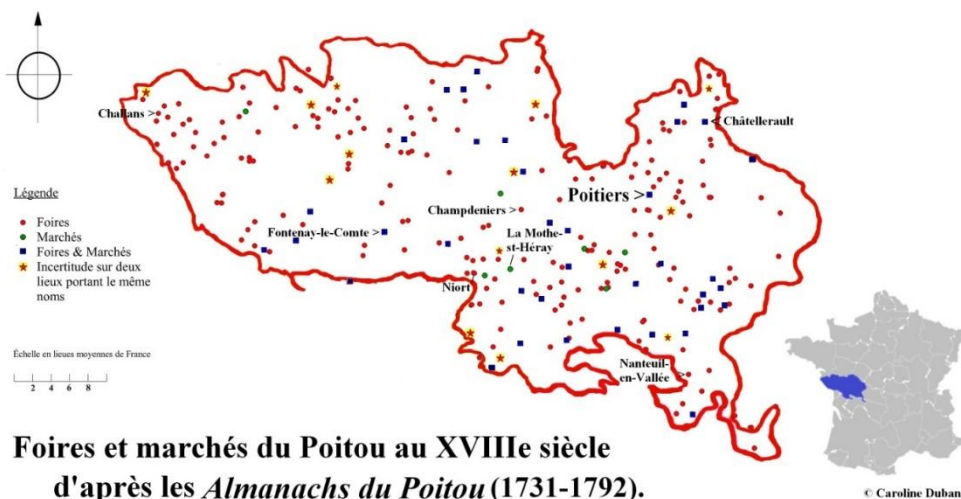 Challans >
< Châtellerault
Poitiers >
Champdeniers >
La Mothe-
st-Héray
Fontenay-le-Comte >
Niort
Nanteuil-
en-Vallée
Légende
Foires
Marchés
Foires & Marchés
Incertitude sur deux
lieux portant le même
noms
Échelle en lieues moyennes de France
2 4 6 8
Foires et marchés du Poitou au XVIIIe siècle
d'après les Almanachs du Poitou (1731-1792).
© Caroline Duban